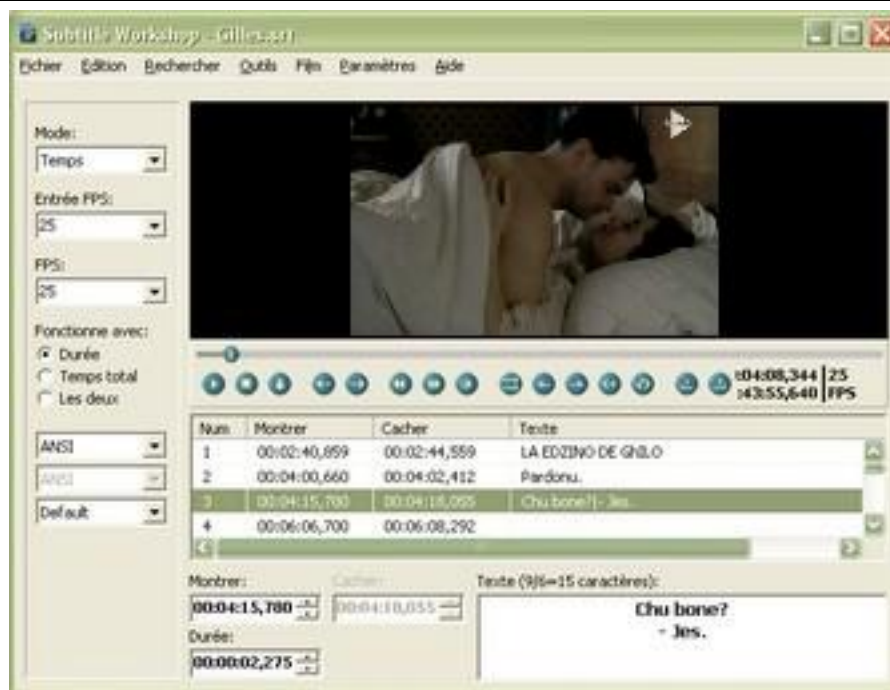 Subtitle Workshop - Gilles.srt
Fichier Edition Rechercher Outils Film Paramètres Aide
Mode:
Temps
Entrée FPS:
25
FPS:
25
Fonctionne avec:
Durée
Temps total
Les deux
ANSI
ANSI
Default
:04:08,344 25
:43:55,640 FPS
Num Montrer Cacher Texte
1 00:02:40,859 00:02:44,559 LA EDZINO DE GHILO
2 00:04:00,660 00:04:02,412 Pardonu.
3 00:04:15,780 00:04:18,055 Chu bone?|- Jes.
4 00:06:06,700 00:06:08,292
Montrer: Cacher: Texte (9/6=15 caractères):
00:04:15,780 00:04:18,055
Durée:
00:00:02,275
Chu bone?
- Jes.